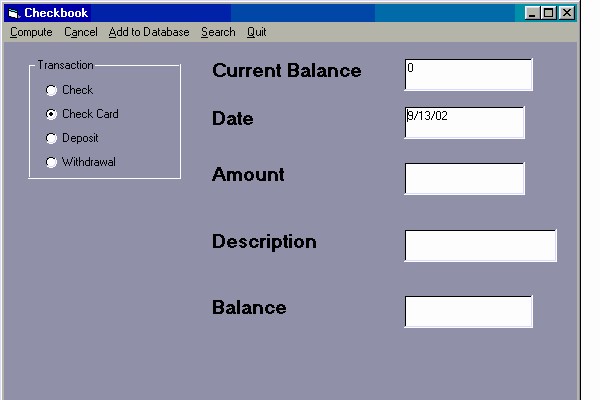 Checkbook
Compute Cancel Add to Database Search Quit
Transaction
Check
Check Card
Deposit
Withdrawal
Current Balance 0
Date 9/13/02
Amount
Description
Balance